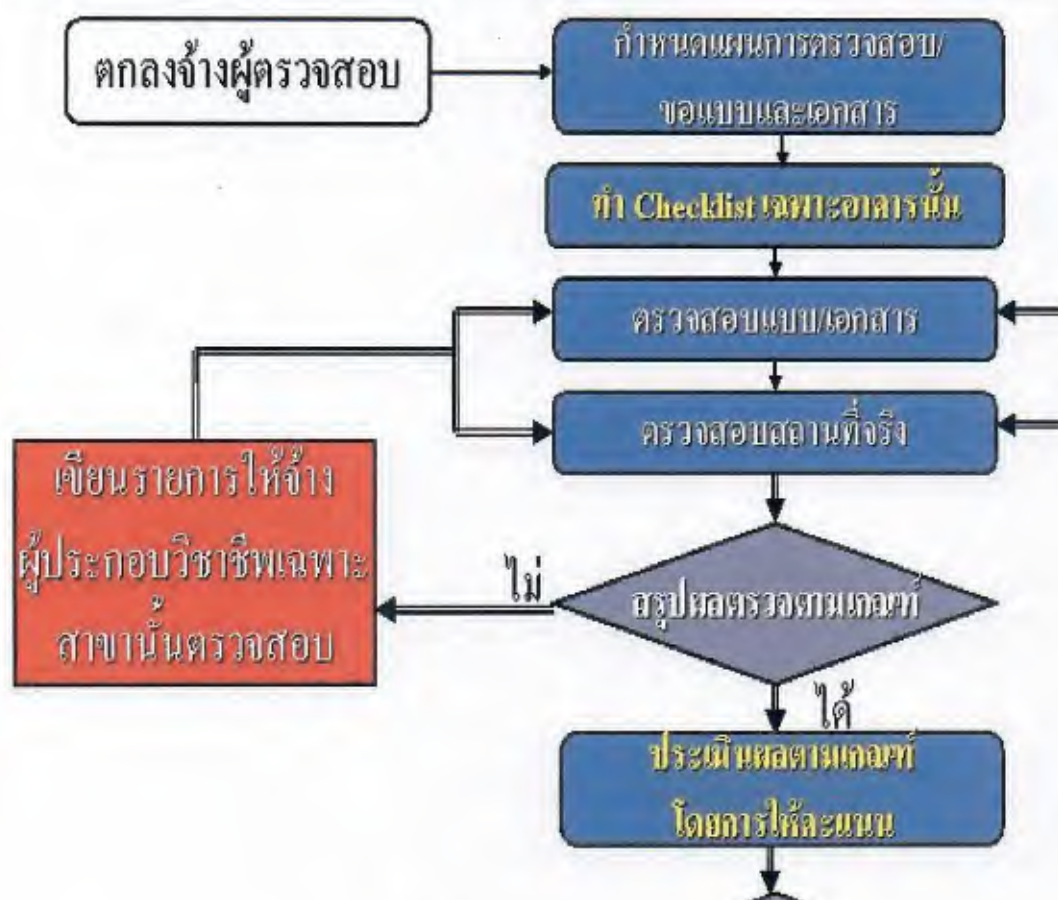 ตกลงจ้างผู้ตรวจสอบ
กำหนดแผนการตรวจสอบ/
ขอแบบและเอกสาร
ทำ Checklist เฉพาะอาคารนั้น
ตรวจสอบแบบ/เอกสาร
ตรวจสอบสถานที่จริง
เขียนรายการให้จ้าง
ผู้ประกอบวิชาชีพเฉพาะ
สาขานั้นตรวจสอบ
ไม่
สรุปผลตรวจตามเกณฑ์
ได้
ประเมินผลตามเกณฑ์
โดยการให้คะแนน